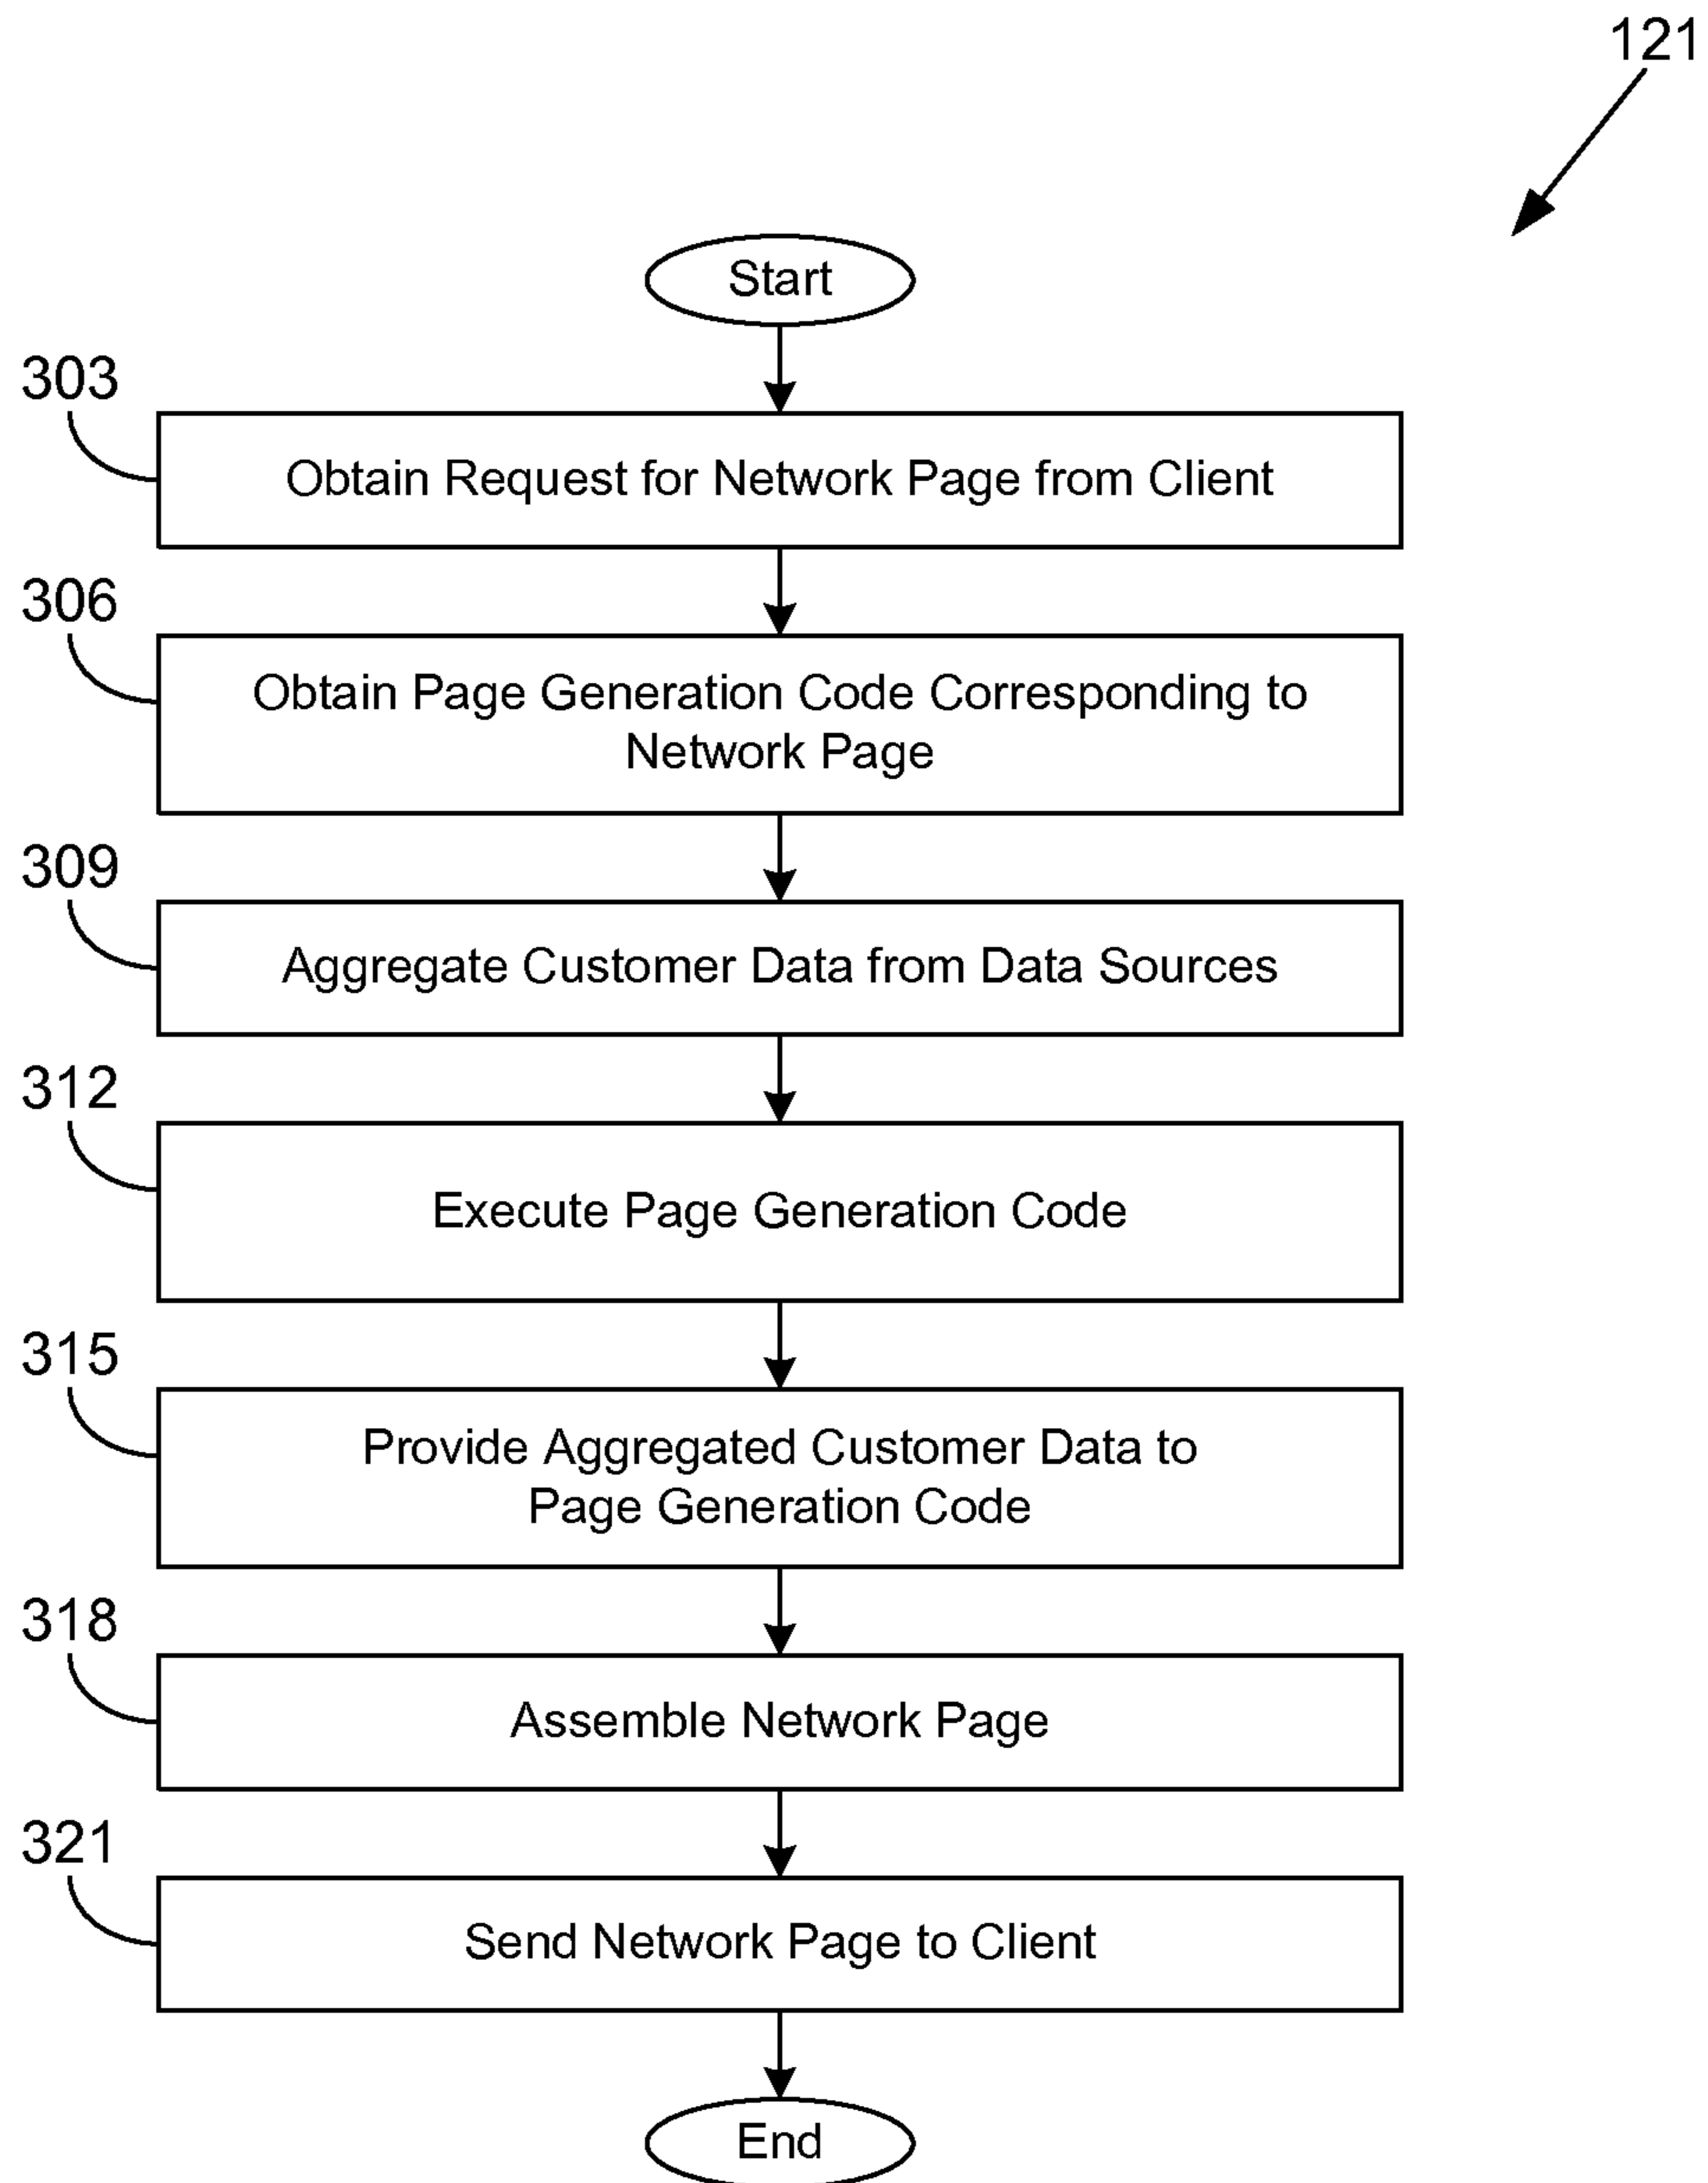 121
Start
303
Obtain Request for Network Page from Client
306
Obtain Page Generation Code Corresponding to
Network Page
309
Aggregate Customer Data from Data Sources
312
Execute Page Generation Code
315
Provide Aggregated Customer Data to
Page Generation Code
318
Assemble Network Page
321
Send Network Page to Client
End